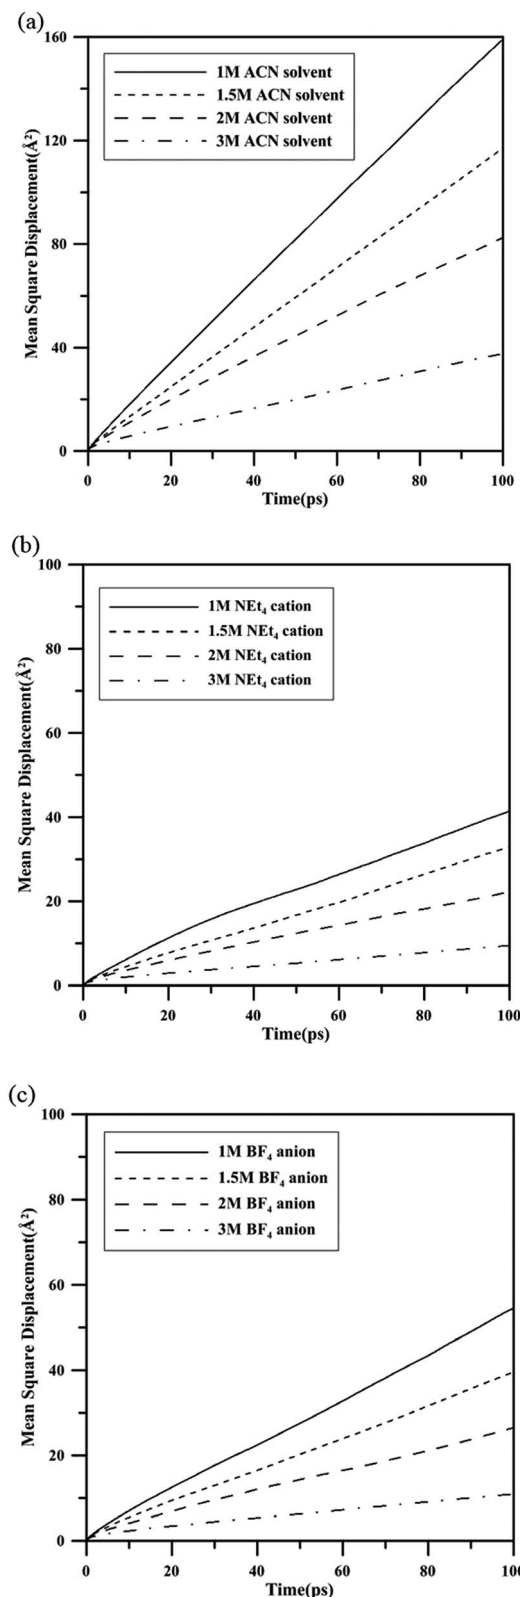 (a)
160
120
80
40
0
Mean Square Displacement(Å²)
1M ACN solvent
1.5M ACN solvent
2M ACN solvent
3M ACN solvent
0 20 40 60 80 100
Time(ps)
(b)
100
80
60
40
20
0
Mean Square Displacement(Å²)
1M NEt₄ cation
1.5M NEt₄ cation
2M NEt₄ cation
3M NEt₄ cation
0 20 40 60 80 100
Time(ps)
(c)
100
80
60
40
20
0
Mean Square Displacement(Å²)
1M BF₄ anion
1.5M BF₄ anion
2M BF₄ anion
3M BF₄ anion
0 20 40 60 80 100
Time(ps)